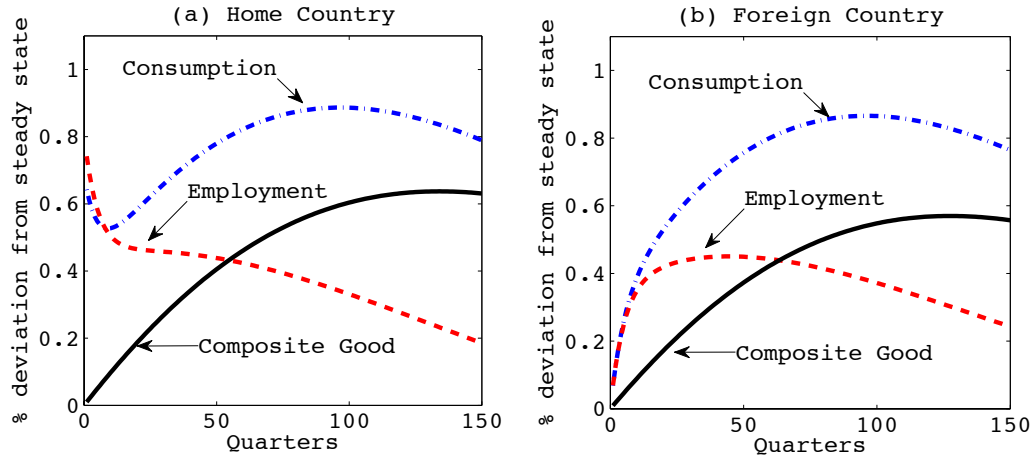 (a) Home Country
% deviation from steady state
1
0.8
0.6
0.4
0.2
0
Consumption
Employment
Composite Good
0
50
100
150
Quarters
(b) Foreign Country
% deviation from steady state
1
0.8
0.6
0.4
0.2
0
Consumption
Employment
Composite Good
0
50
100
150
Quarters